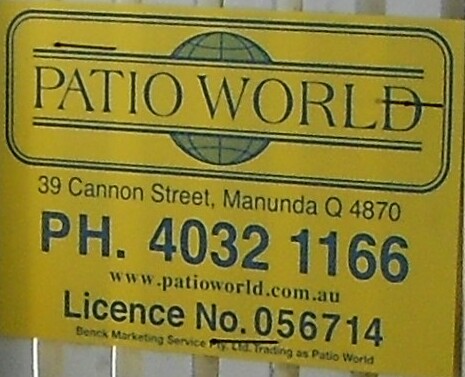 PATIO WORLD
39 Cannon Street, Manunda Q 4870
PH. 4032 1166
www.patioworld.com.au
Licence No. 056714
Benck Marketing Service Pty. Ltd. Trading as Patio World